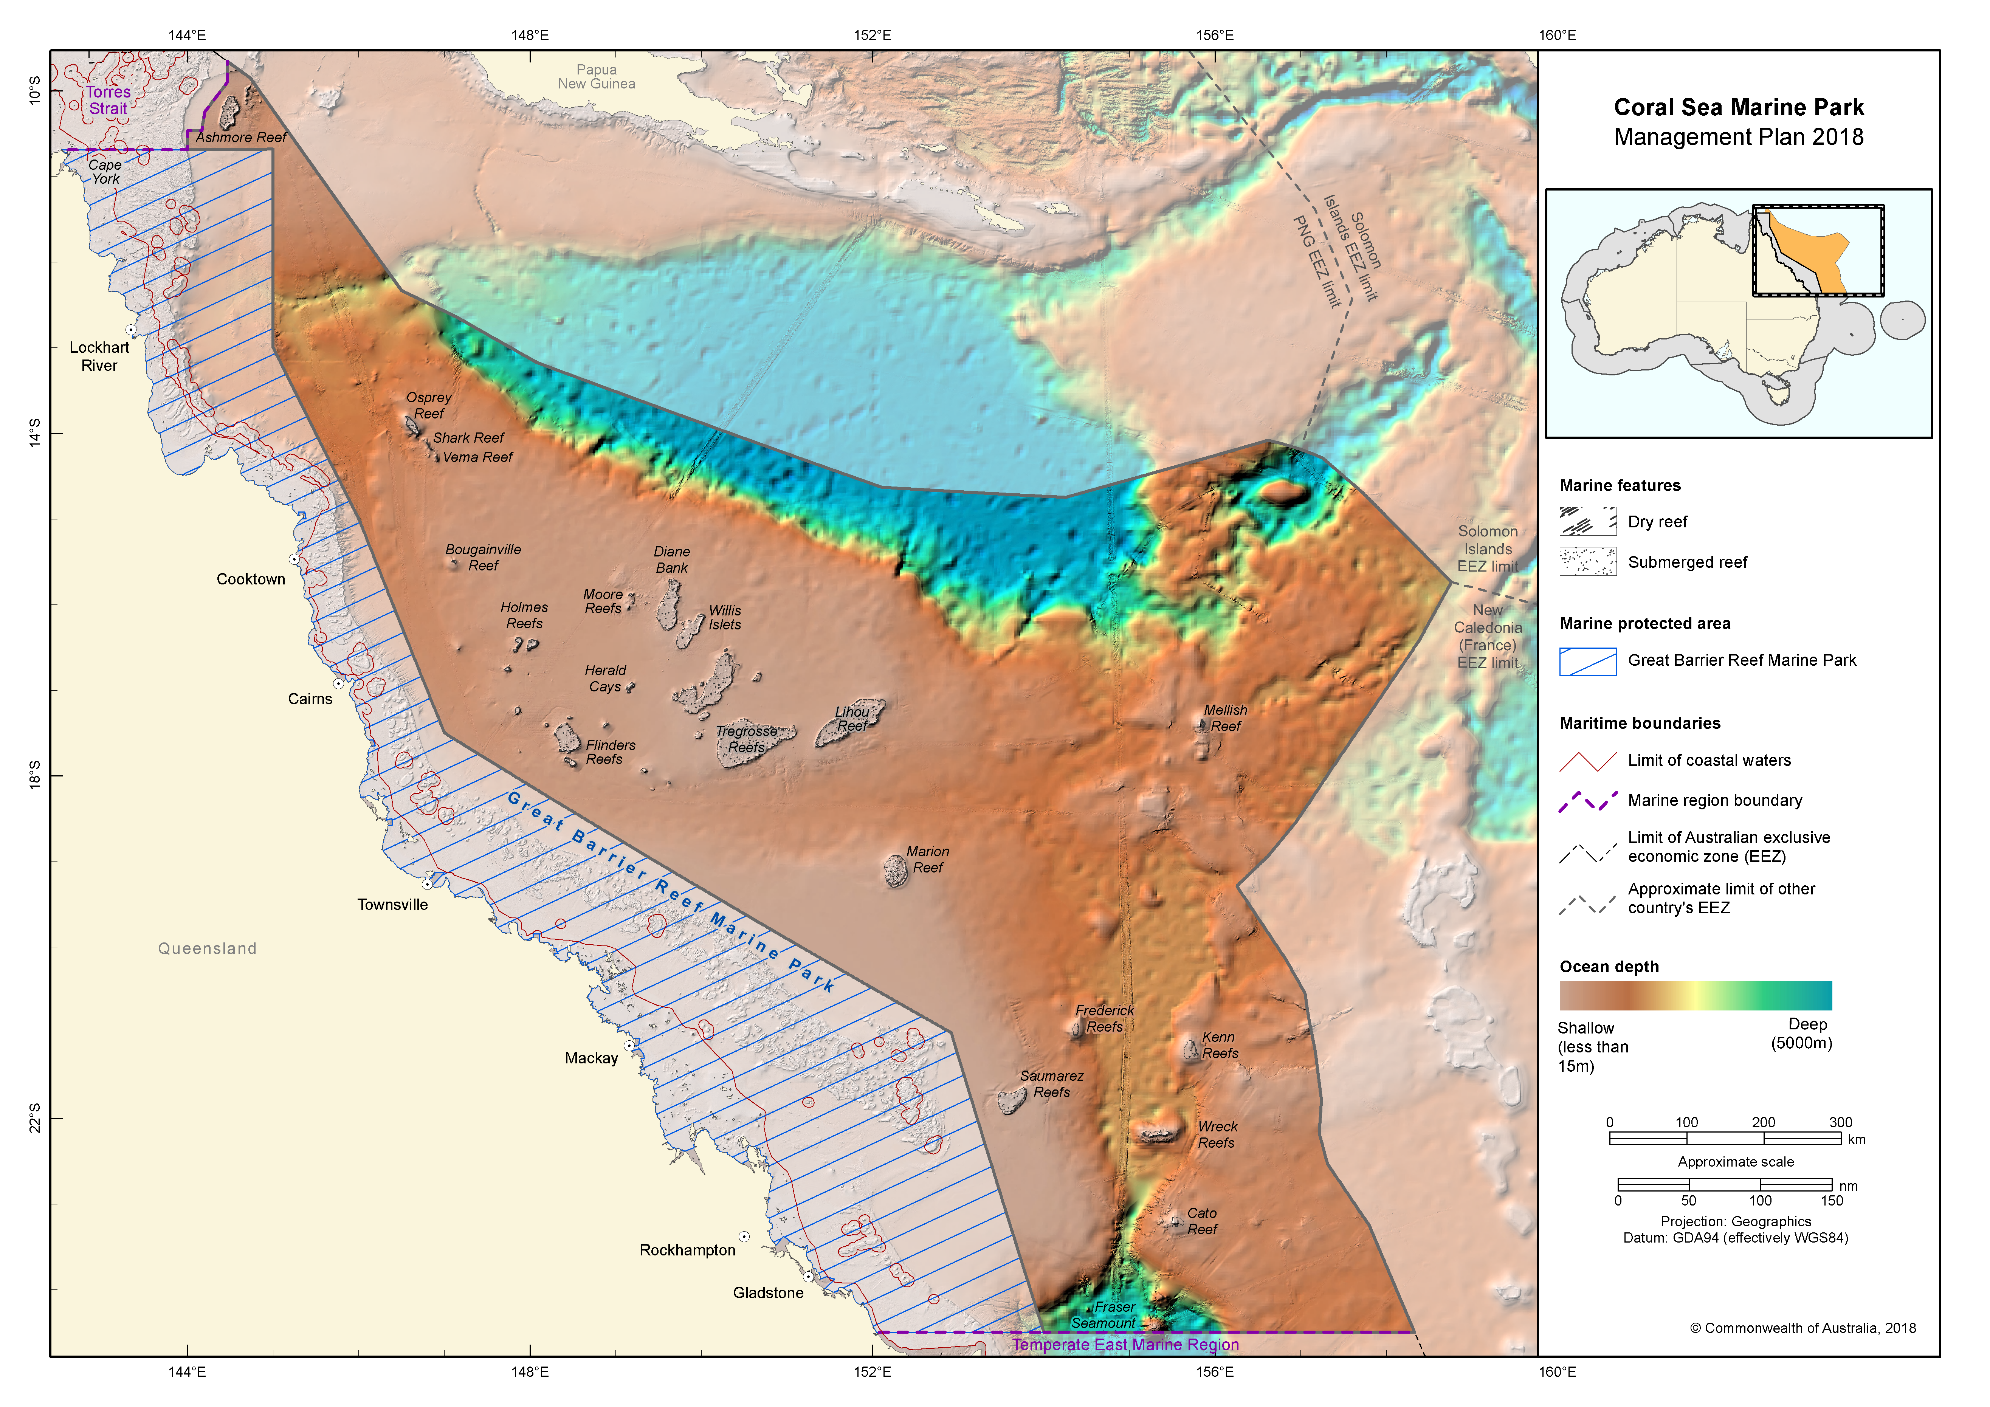 144°E
148°E
152°E
156°E
160°E
10°S
14°S
18°S
22°S
Torres
Strait
Ashmore Reef
Cape
York
Papua
New Guinea
Solomon
Islands EEZ limit
PNG EEZ limit
Lockhart
River
Osprey
Reef
Shark Reef
Vema Reef
Bougainville
Reef
Diane
Bank
Moore
Reefs
Holmes
Reefs
Willis
Islets
Cooktown
Herald
Cays
Cairns
Flinders
Reefs
Tregrosse
Reefs
Lihou
Reef
Mellish
Reef
Solomon
Islands
EEZ limit
New
Caledonia
(France)
EEZ limit
Great Barrier Reef Marine Park
Marion
Reef
Townsville
Queensland
Frederick
Reefs
Kenn
Reefs
Mackay
Saumarez
Reefs
Wreck
Reefs
Cato
Reef
Rockhampton
Gladstone
Fraser
Seamount
Temperate East Marine Region
144°E
148°E
152°E
156°E
160°E
Coral Sea Marine Park
Management Plan 2018
Marine features
Dry reef
Submerged reef
Marine protected area
Great Barrier Reef Marine Park
Maritime boundaries
Limit of coastal waters
Marine region boundary
Limit of Australian exclusive
economic zone (EEZ)
Approximate limit of other
country's EEZ
Ocean depth
Shallow
(less than
15m)
Deep
(5000m)
0 100 200 300
km
Approximate scale
nm
0 50 100 150
Projection: Geographics
Datum: GDA94 (effectively WGS84)
© Commonwealth of Australia, 2018